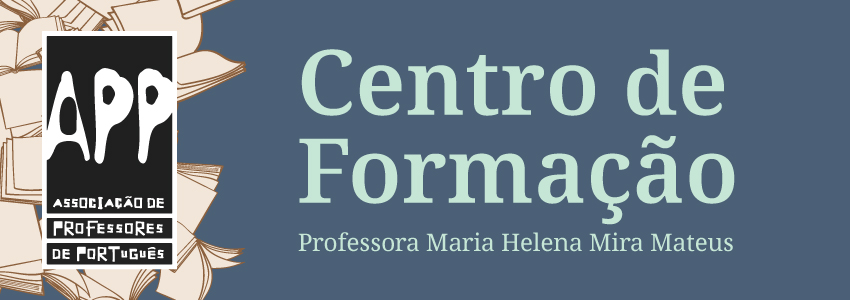 APP
ASSOCIAÇÃO DE
PROFESSORES
DE PORTUGUÊS
Centro de
Formação
Professora Maria Helena Mira Mateus